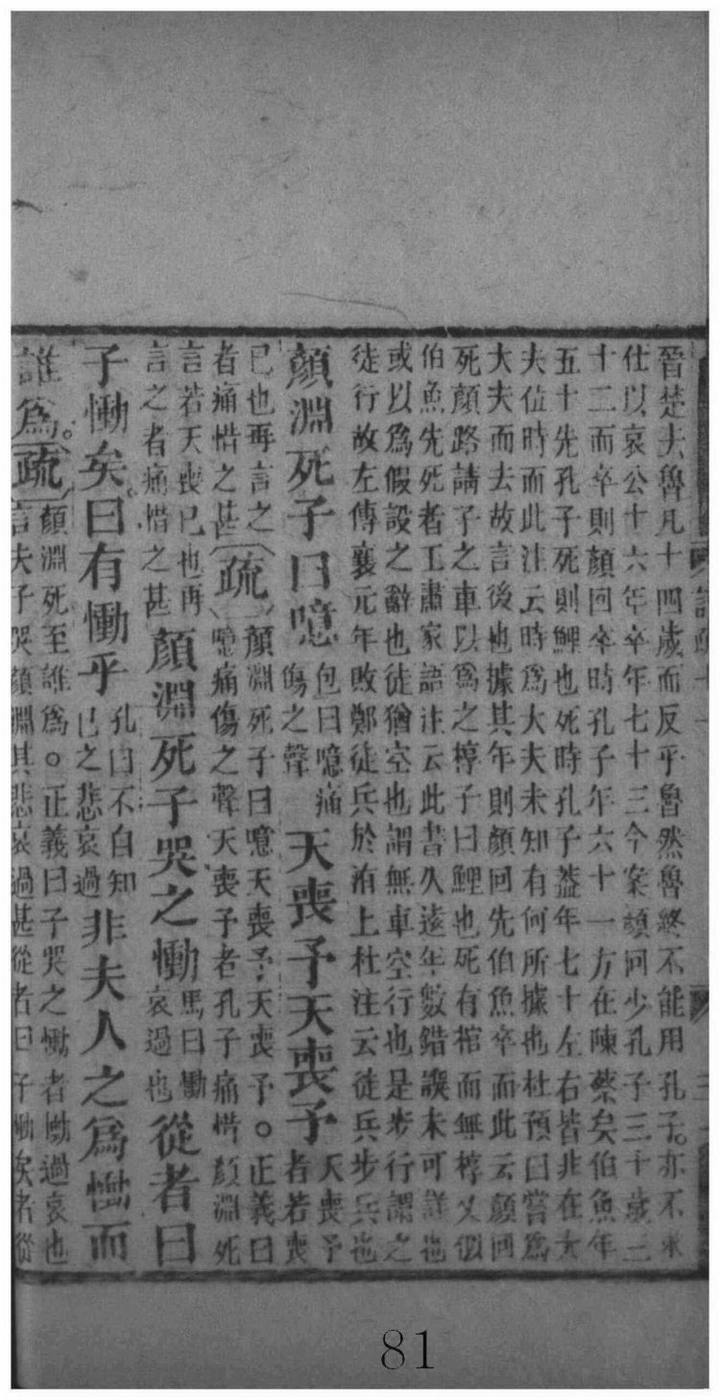 晉楚去魯凡十四歲而反乎魯然魯終不能用孔子亦不求
仕以哀公十六年卒年七十三今案顔回少孔子三十歲三
十二而卒則顔回卒時孔子年六十一方在陳蔡矣伯魚年
五十先孔子死則鯉也死時孔子蓋年七十左右皆非在大
夫位時而此注云時爲大夫未知有何所據也杜預曰嘗爲
大夫而去故言後也據其年則顔回先伯魚卒而此云顔回
死顔路請子之車以爲之椁子曰鯉也死有棺而無椁又似
伯魚先死者王肅家語注云此書久遠年數錯誤未可詳也
或以爲假設之辭也徒猶空也謂無車空行也是步行謂之
徒行故左傳襄元年敗鄭徒兵於洧上杜注云徒兵步兵也
顏淵死子曰噫包曰噫痛傷之聲天喪予天喪予天喪予者若喪
已也再言之者痛惜之甚疏顏淵死子曰噫天喪予天喪予○正義曰噫痛傷之聲天喪予者孔子痛惜顏淵死
言若天喪已也再言之者痛惜之甚顏淵死子哭之慟馬曰慟哀過也從者曰
子慟矣曰有慟乎孔曰不自知已之悲哀過非夫人之爲慟而
誰爲。疏顏淵死至誰爲○正義曰子哭之慟者慟過哀也言夫子哭顏淵其悲哀過甚從者曰子慟矣者從
81